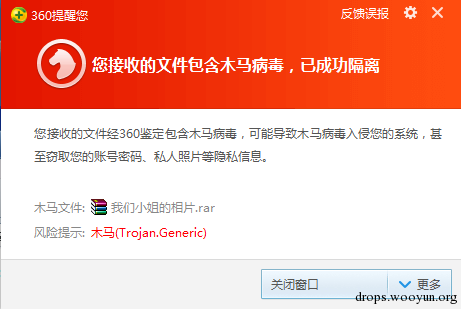 360提醒您 反馈误报
您接收的文件包含木马病毒，已成功隔离
您接收的文件经360鉴定包含木马病毒，可能导致木马病毒入侵您的系统，甚
至窃取您的账号密码、私人照片等隐私信息。
木马文件: 我们小姐的相片.rar
风险提示: 木马(Trojan.Generic)
关闭窗口 更多
drops.wooyun.org